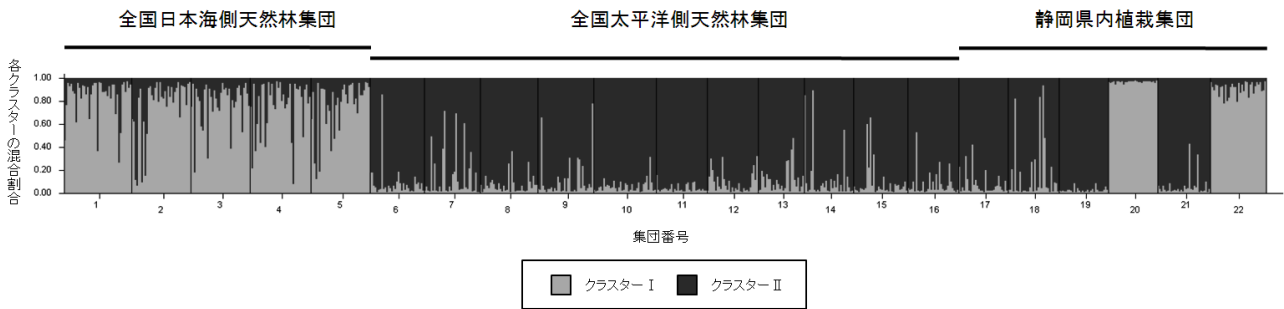 全国日本海側天然林集団
全国太平洋側天然林集団
静岡県内植栽集団
各クラスターの混合割合
1.00
0.80
0.60
0.40
0.20
0.00
1 2 3 4 5 6 7 8 9 10 11 12 13 14 15 16 17 18 19 20 21 22
集団番号
クラスターⅠ クラスターⅡ